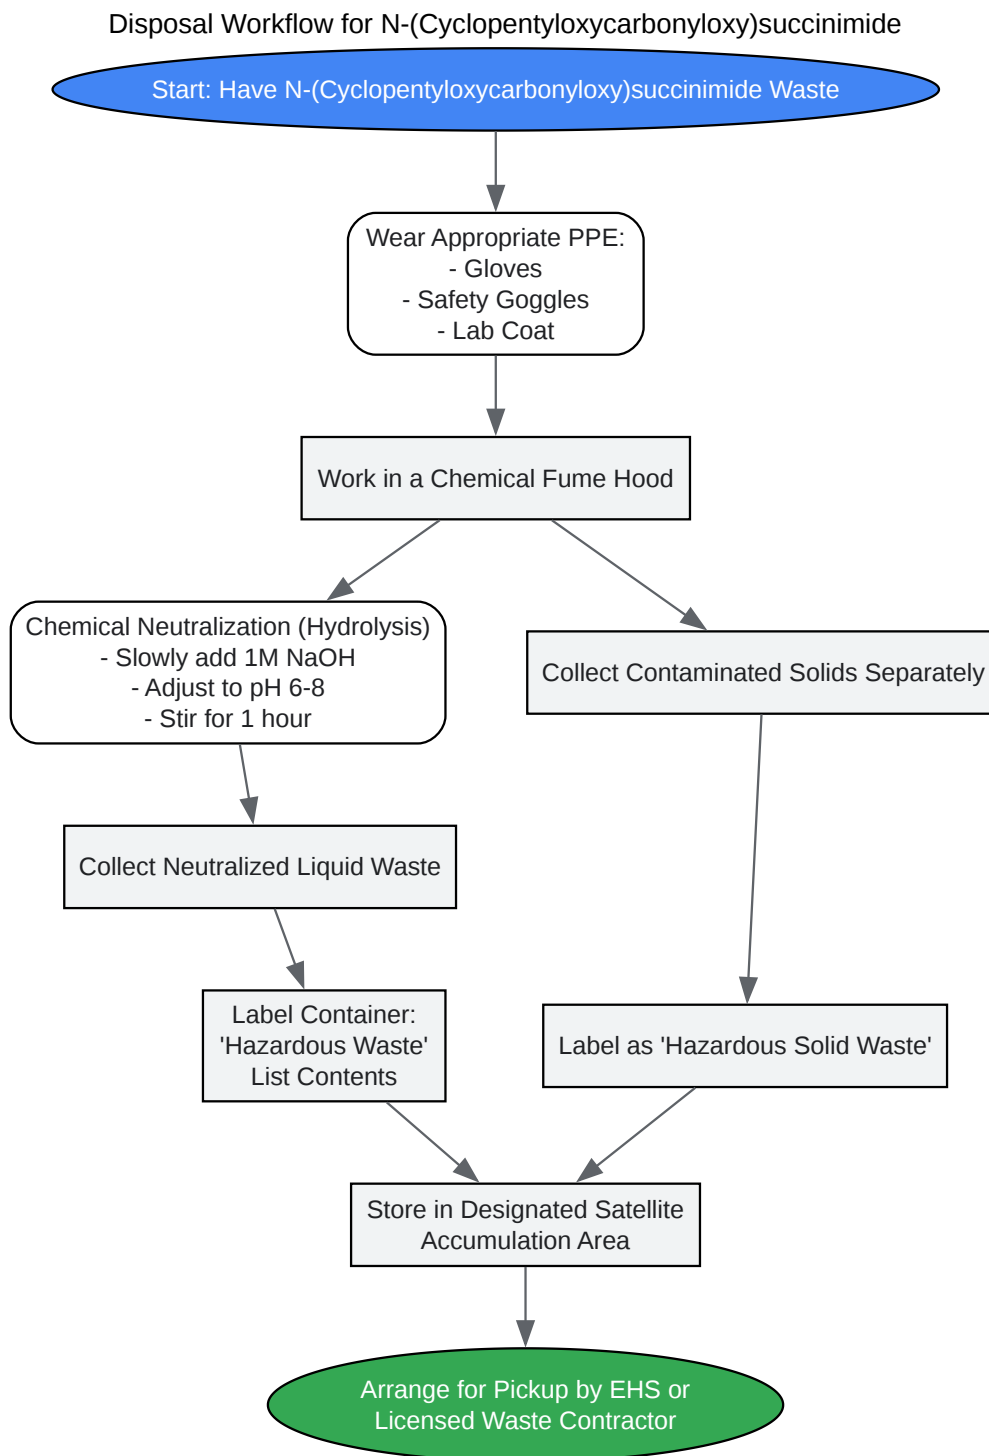 Disposal Workflow for N-(Cyclopentyloxycarbonyloxy)succinimide
Start: Have N-(Cyclopentyloxycarbonyloxy)succinimide Waste
Wear Appropriate PPE:
- Gloves
- Safety Goggles
- Lab Coat
Work in a Chemical Fume Hood
Chemical Neutralization (Hydrolysis)
- Slowly add 1M NaOH
- Adjust to pH 6-8
- Stir for 1 hour
Collect Contaminated Solids Separately
Collect Neutralized Liquid Waste
Label Container:
'Hazardous Waste'
List Contents
Label as 'Hazardous Solid Waste'
Store in Designated Satellite
Accumulation Area
Arrange for Pickup by EHS or
Licensed Waste Contractor